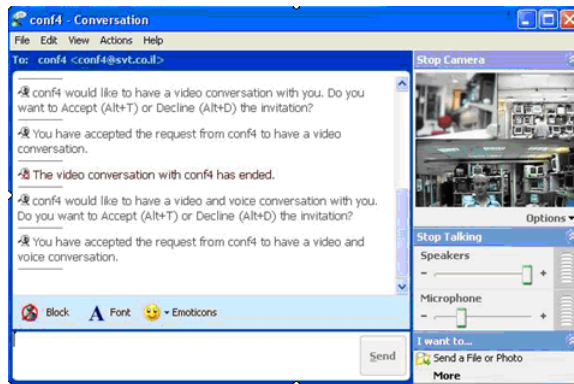 conf4 - Conversation
File Edit View Actions Help
To: conf4 <conf4@svt.co.il>
conf4 would like to have a video conversation with you. Do you
want to Accept (Alt+T) or Decline (Alt+D) the invitation?
You have accepted the request from conf4 to have a video
conversation.
The video conversation with conf4 has ended.
conf4 would like to have a video and voice conversation with you.
Do you want to Accept (Alt+T) or Decline (Alt+D) the invitation?
You have accepted the request from conf4 to have a video and
voice conversation.
Block A Font Emoticons
Send
Stop Camera
Options
Stop Talking
Speakers
- +
Microphone
- +
I want to...
Send a File or Photo
More